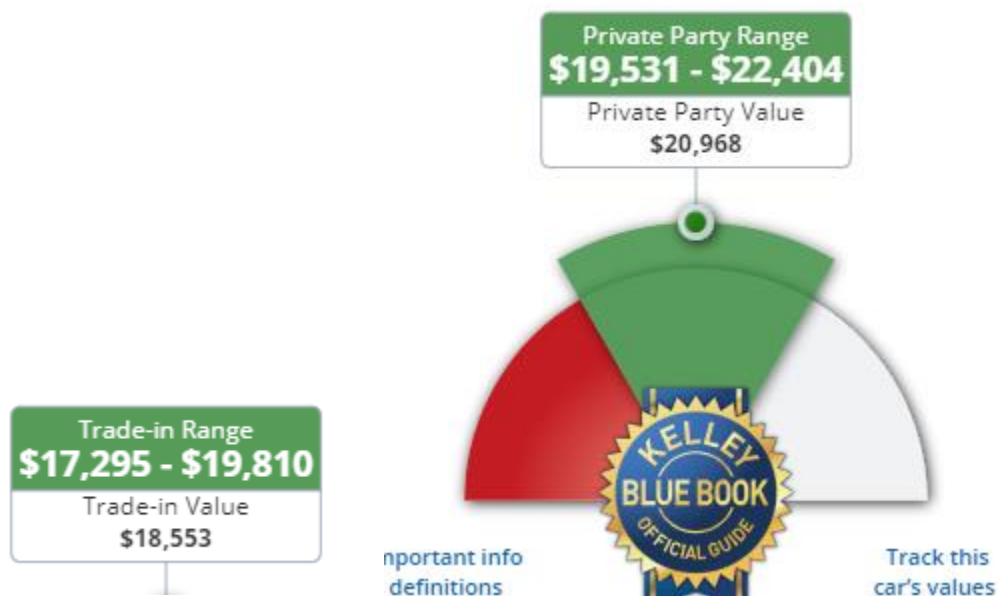 Private Party Range
$19,531 - $22,404
Private Party Value
$20,968
Trade-in Range
$17,295 - $19,810
Trade-in Value
$18,553
KELLEY
BLUE BOOK
OFFICIAL GUIDE
nportant info
definitions
Track this
car's values